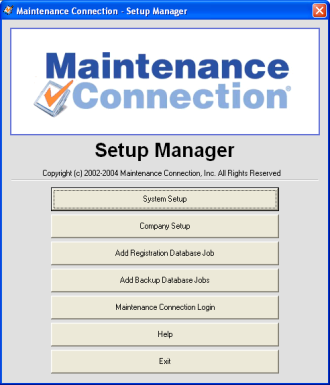 Maintenance Connection - Setup Manager
Maintenance
Connection®
Setup Manager
Copyright (c) 2002-2004 Maintenance Connection, Inc. All Rights Reserved
System Setup
Company Setup
Add Registration Database Job
Add Backup Database Jobs
Maintenance Connection Login
Help
Exit